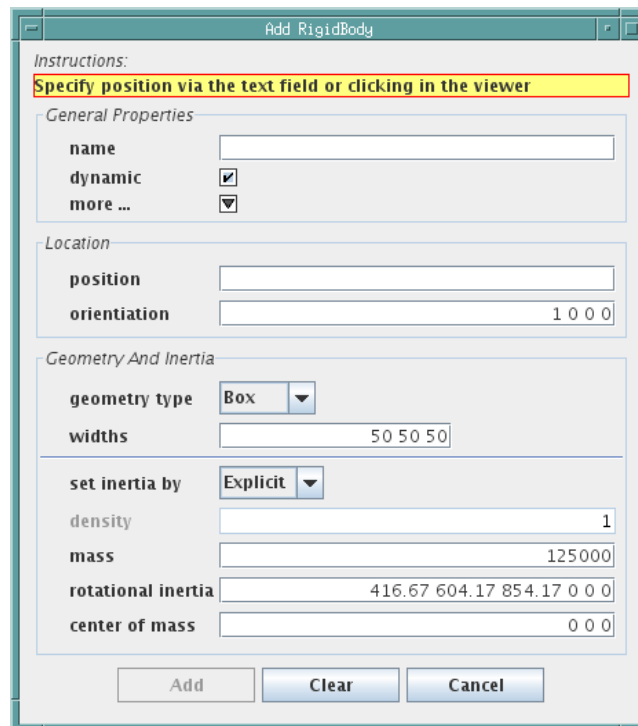 Add RigidBody
Instructions:
Specify position via the text field or clicking in the viewer
General Properties
name
dynamic
more ...
Location
position
orientiation 1 0 0 0
Geometry And Inertia
geometry type Box
widths 50 50 50
set inertia by Explicit
density 1
mass 125000
rotational inertia 416.67 604.17 854.17 0 0 0
center of mass 0 0 0
Add Clear Cancel